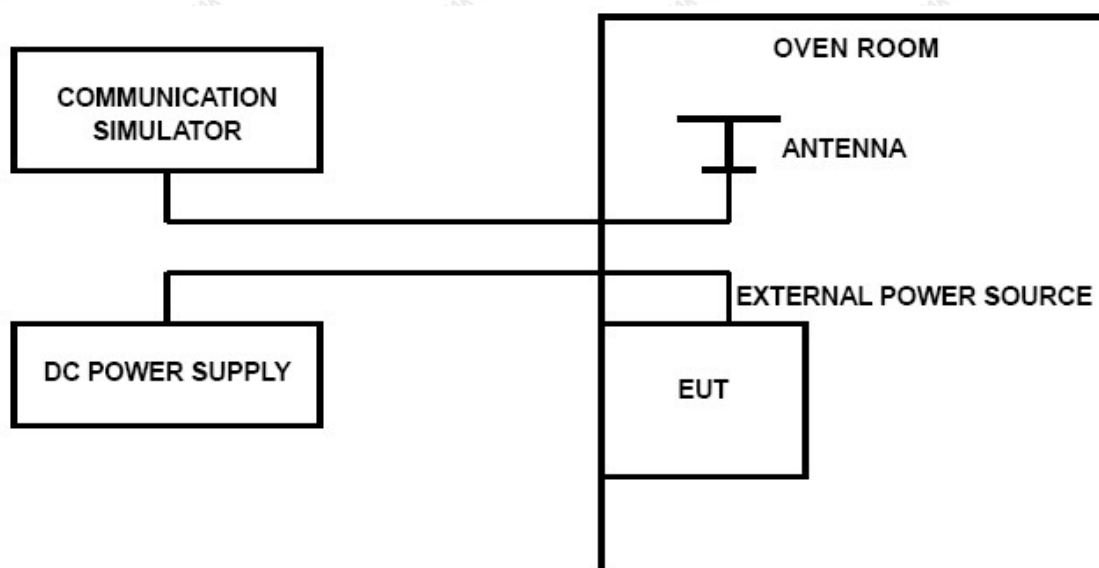 OVEN ROOM
COMMUNICATION
SIMULATOR
ANTENNA
EXTERNAL POWER SOURCE
DC POWER SUPPLY
EUT